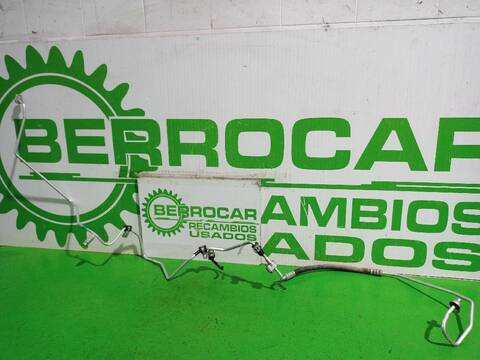 BERROCAR
AMBIOS
ADOS
BERROCAR
RECAMBIOS
USADOS